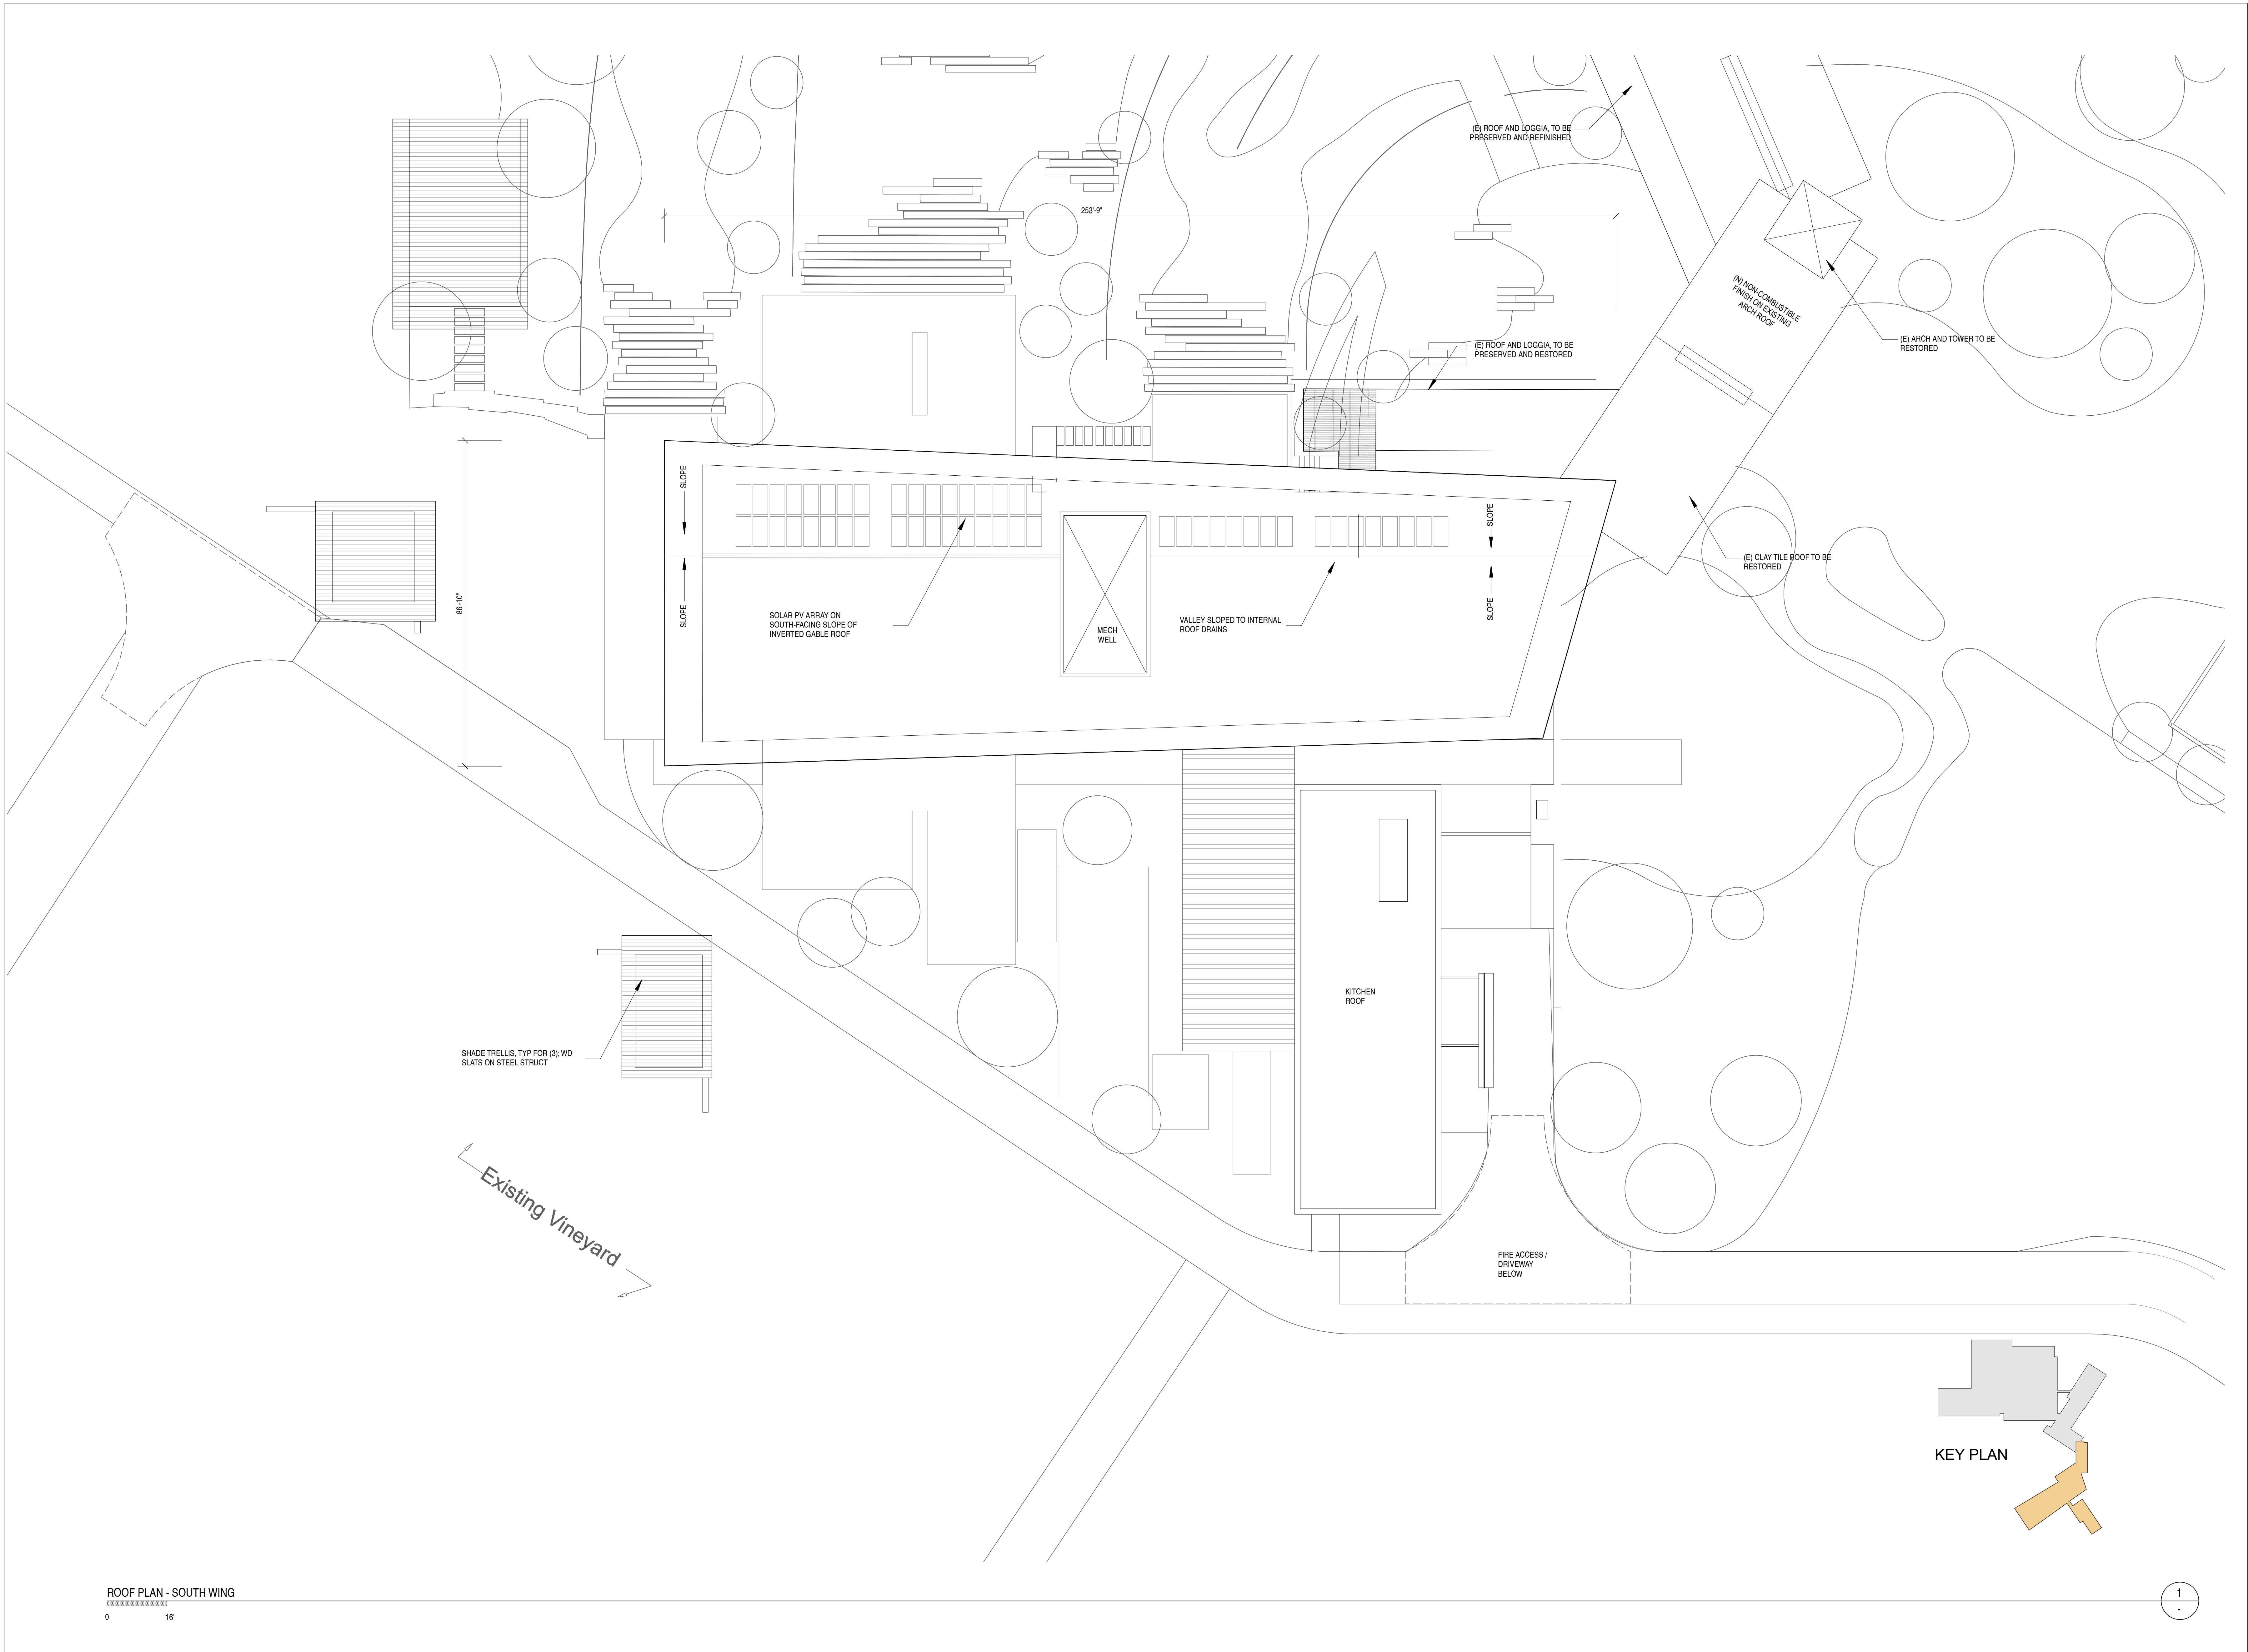 (E) ROOF AND LOGGIA, TO BE
PRESERVED AND REFINISHED
253'-9"
(N) NON-COMBUSTIBLE
FINISH ON EXISTING
ARCH ROOF
(E) ARCH AND TOWER TO BE
RESTORED
(E) ROOF AND LOGGIA, TO BE
PRESERVED AND RESTORED
SLOPE
SLOPE
(E) CLAY TILE ROOF TO BE
RESTORED
86'-10"
SLOPE
SLOPE
SOLAR PV ARRAY ON
SOUTH-FACING SLOPE OF
INVERTED GABLE ROOF
MECH
WELL
VALLEY SLOPED TO INTERNAL
ROOF DRAINS
KITCHEN
ROOF
SHADE TRELLIS, TYP FOR (3); WD
SLATS ON STEEL STRUCT
Existing Vineyard
FIRE ACCESS /
DRIVEWAY
BELOW
KEY PLAN
ROOF PLAN - SOUTH WING
0 16'
1
-